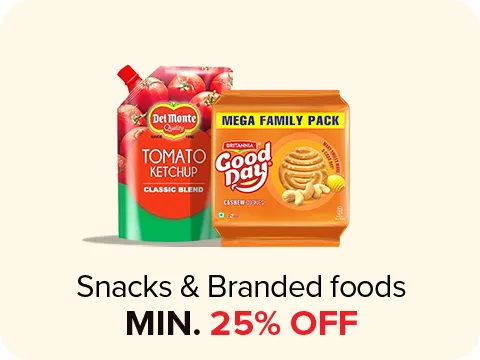 Del Monte
Quality
TOMATO
KETCHUP
CLASSIC BLEND
MEGA FAMILY PACK
BRITANNIA
Good
Day
CASHEW COOKIES
Snacks & Branded foods
MIN. 25% OFF